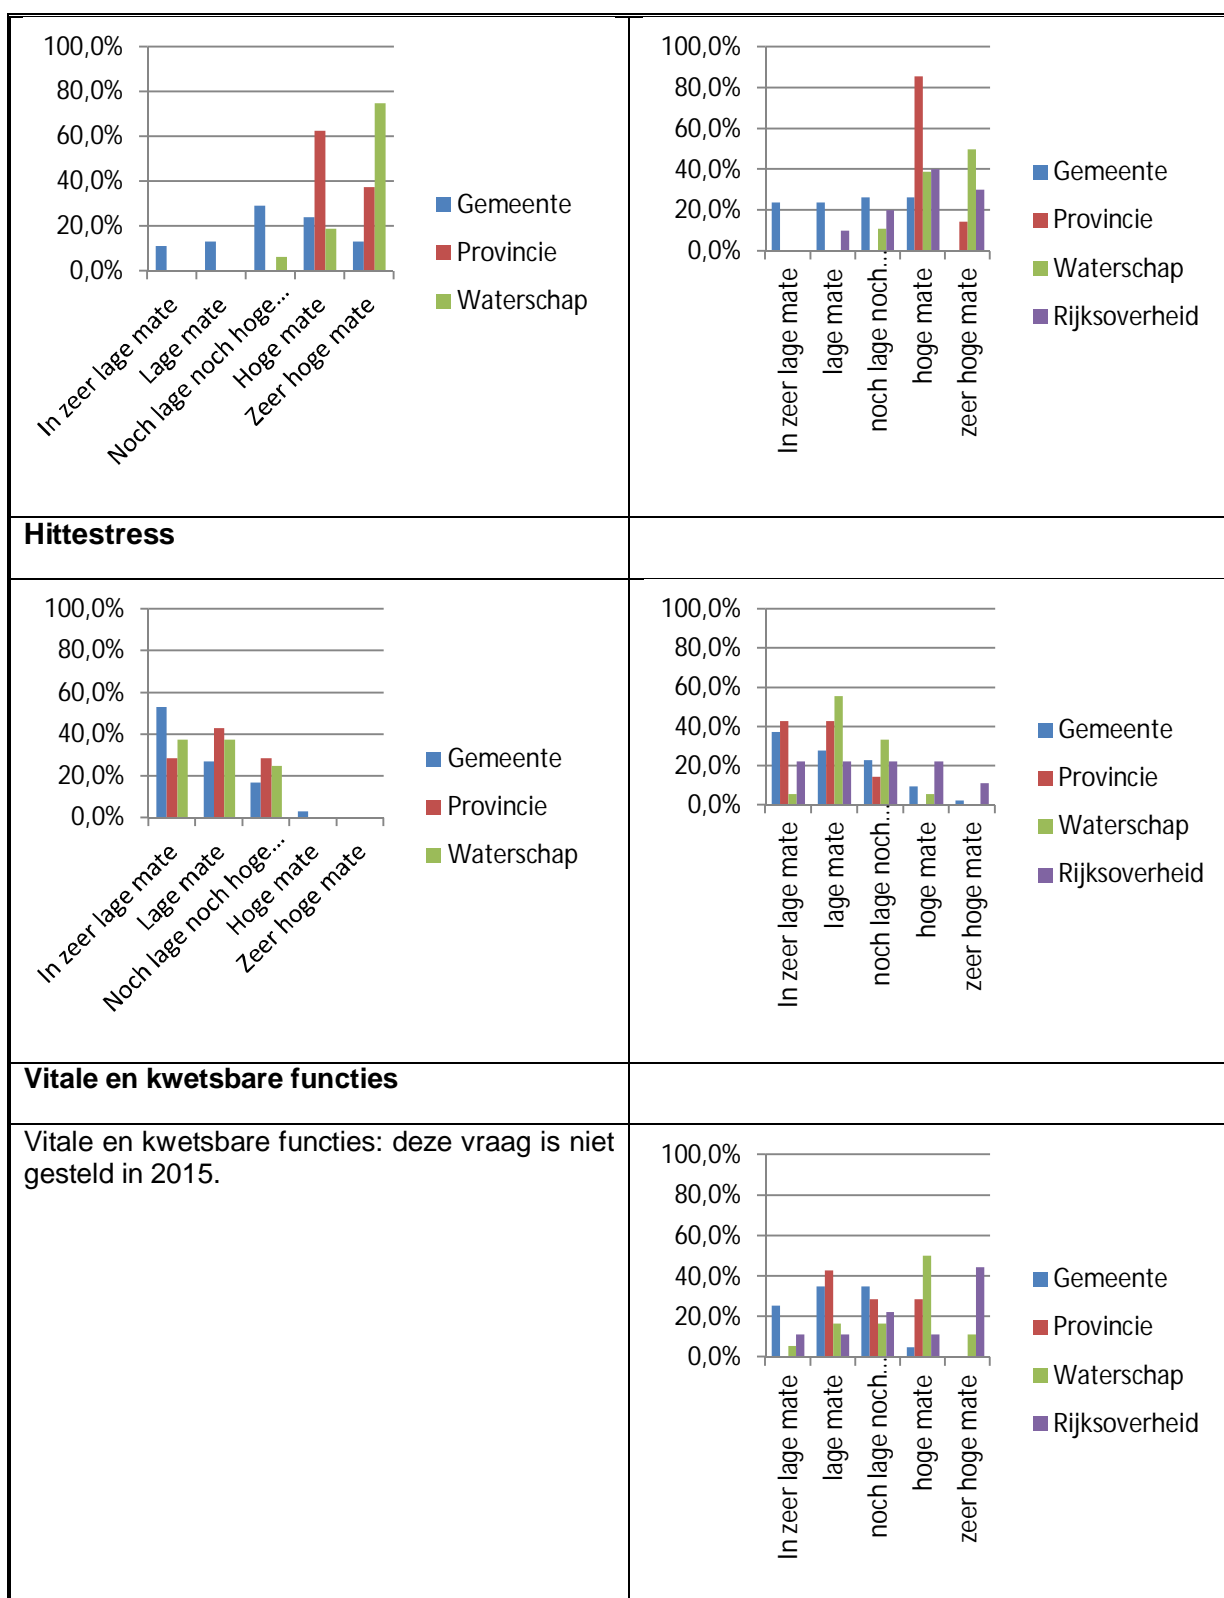 100,0%
80,0%
60,0%
40,0%
20,0%
0,0%
In zeer lage mate
Lage mate
Noch lage noch hoge...
Hoge mate
Zeer hoge mate
Gemeente
Provincie
Waterschap
100,0%
80,0%
60,0%
40,0%
20,0%
0,0%
In zeer lage mate
lage mate
noch lage noch...
hoge mate
zeer hoge mate
Gemeente
Provincie
Waterschap
Rijksoverheid
Hittestress
100,0%
80,0%
60,0%
40,0%
20,0%
0,0%
In zeer lage mate
Lage mate
Noch lage noch hoge...
Hoge mate
Zeer hoge mate
Gemeente
Provincie
Waterschap
100,0%
80,0%
60,0%
40,0%
20,0%
0,0%
In zeer lage mate
lage mate
noch lage noch...
hoge mate
zeer hoge mate
Gemeente
Provincie
Waterschap
Rijksoverheid
Vitale en kwetsbare functies
Vitale en kwetsbare functies: deze vraag is niet
gesteld in 2015.
100,0%
80,0%
60,0%
40,0%
20,0%
0,0%
In zeer lage mate
lage mate
noch lage noch...
hoge mate
zeer hoge mate
Gemeente
Provincie
Waterschap
Rijksoverheid